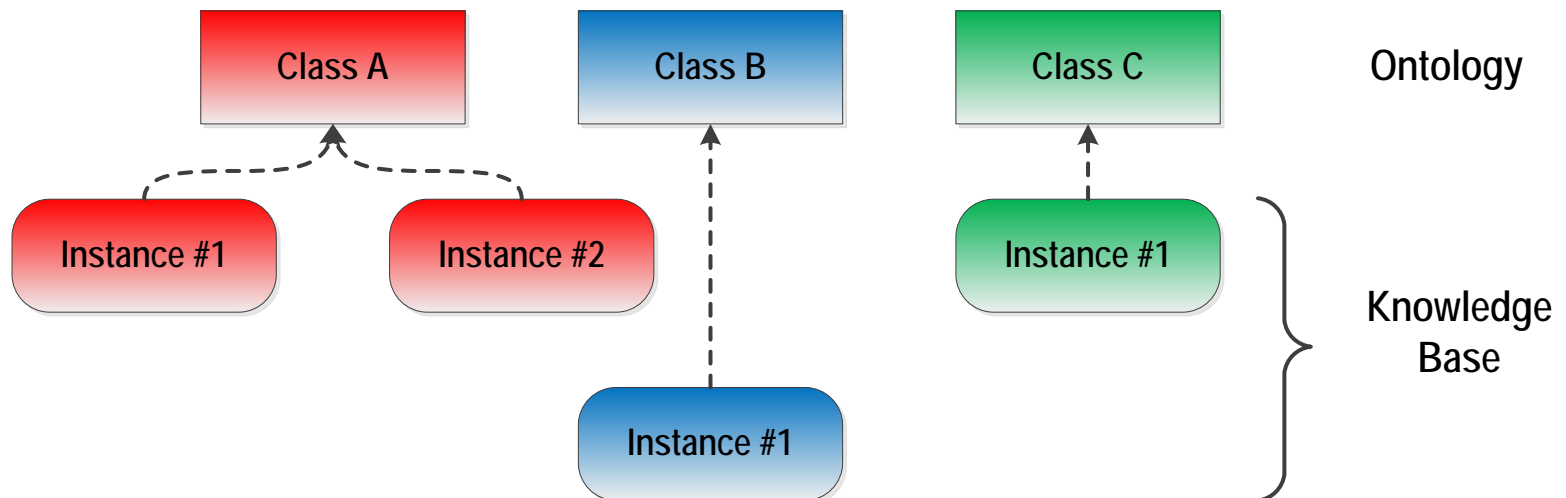 Class A
Class B
Class C
Ontology
Instance #1
Instance #2
Instance #1
Knowledge
Base
Instance #1